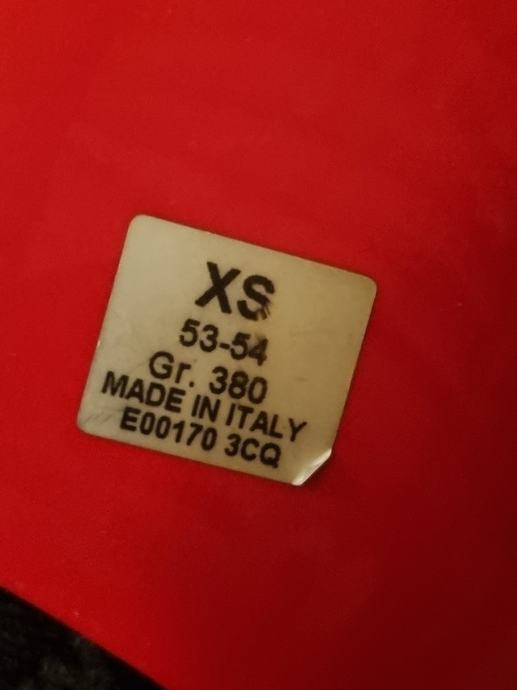 XS
53-54
Gr. 380
MADE IN ITALY
E00170 3CQ